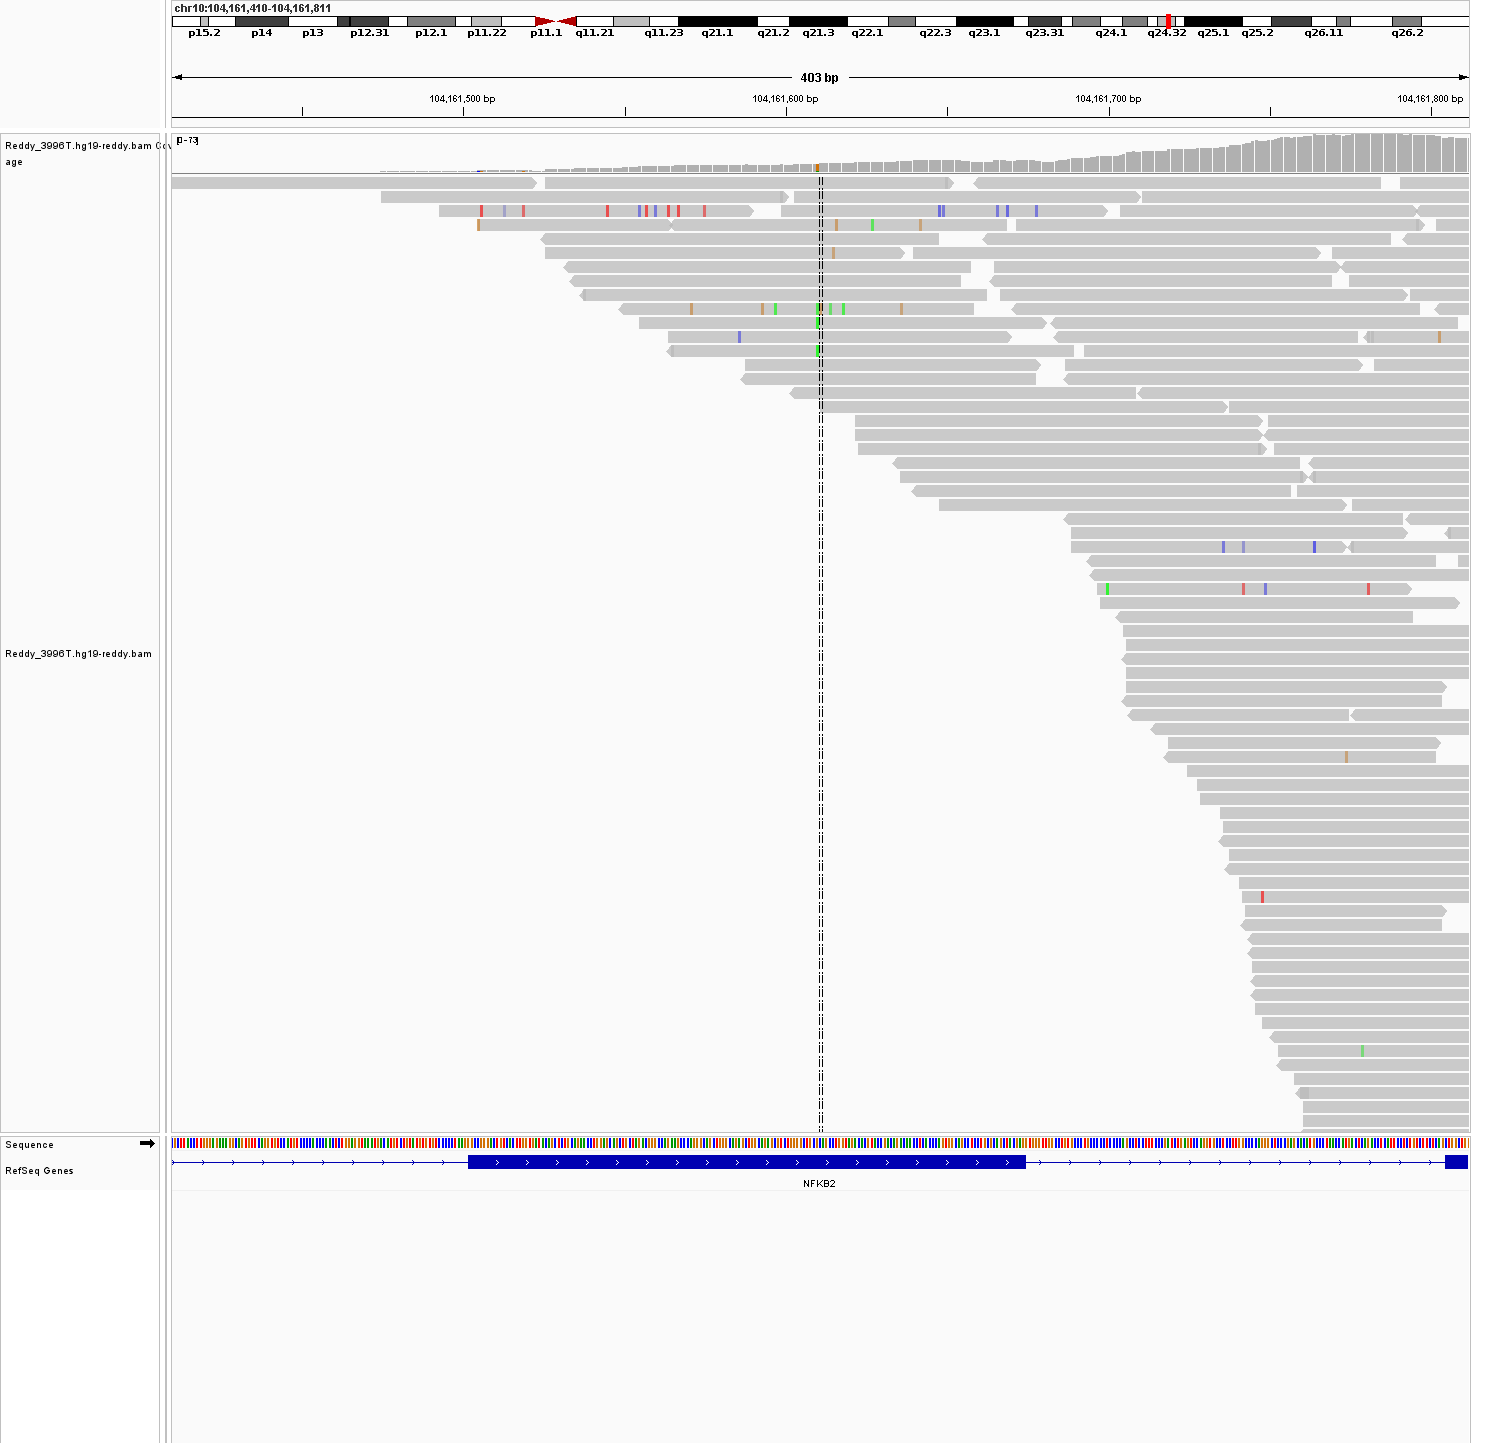 chr10:104,161,410-104,161,811
p15.2 p14 p13 p12.31 p12.1 p11.22 p11.1 q11.21 q11.23 q21.1 q21.2 q21.3 q22.1 q22.3 q23.1 q23.31 q24.1 q24.32 q25.1 q25.2 q26.11 q26.2
403 bp
104,161,500 bp 104,161,600 bp 104,161,700 bp 104,161,800 bp
Reddy_3996T.hg19-reddy.bam Cov
age
[0-73]
Reddy_3996T.hg19-reddy.bam
Sequence
RefSeq Genes
NFKB2